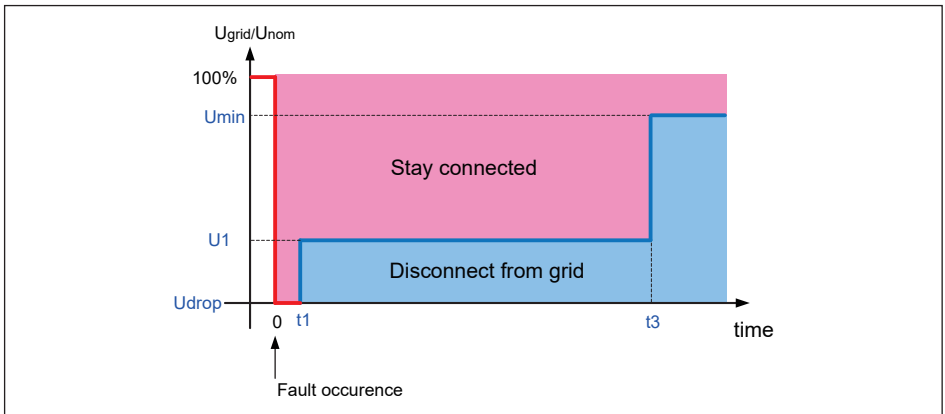 Ugrid/Unom
100%
Umin
Stay connected
U1
Disconnect from grid
Udrop
0
t1
t3
time
Fault occurence